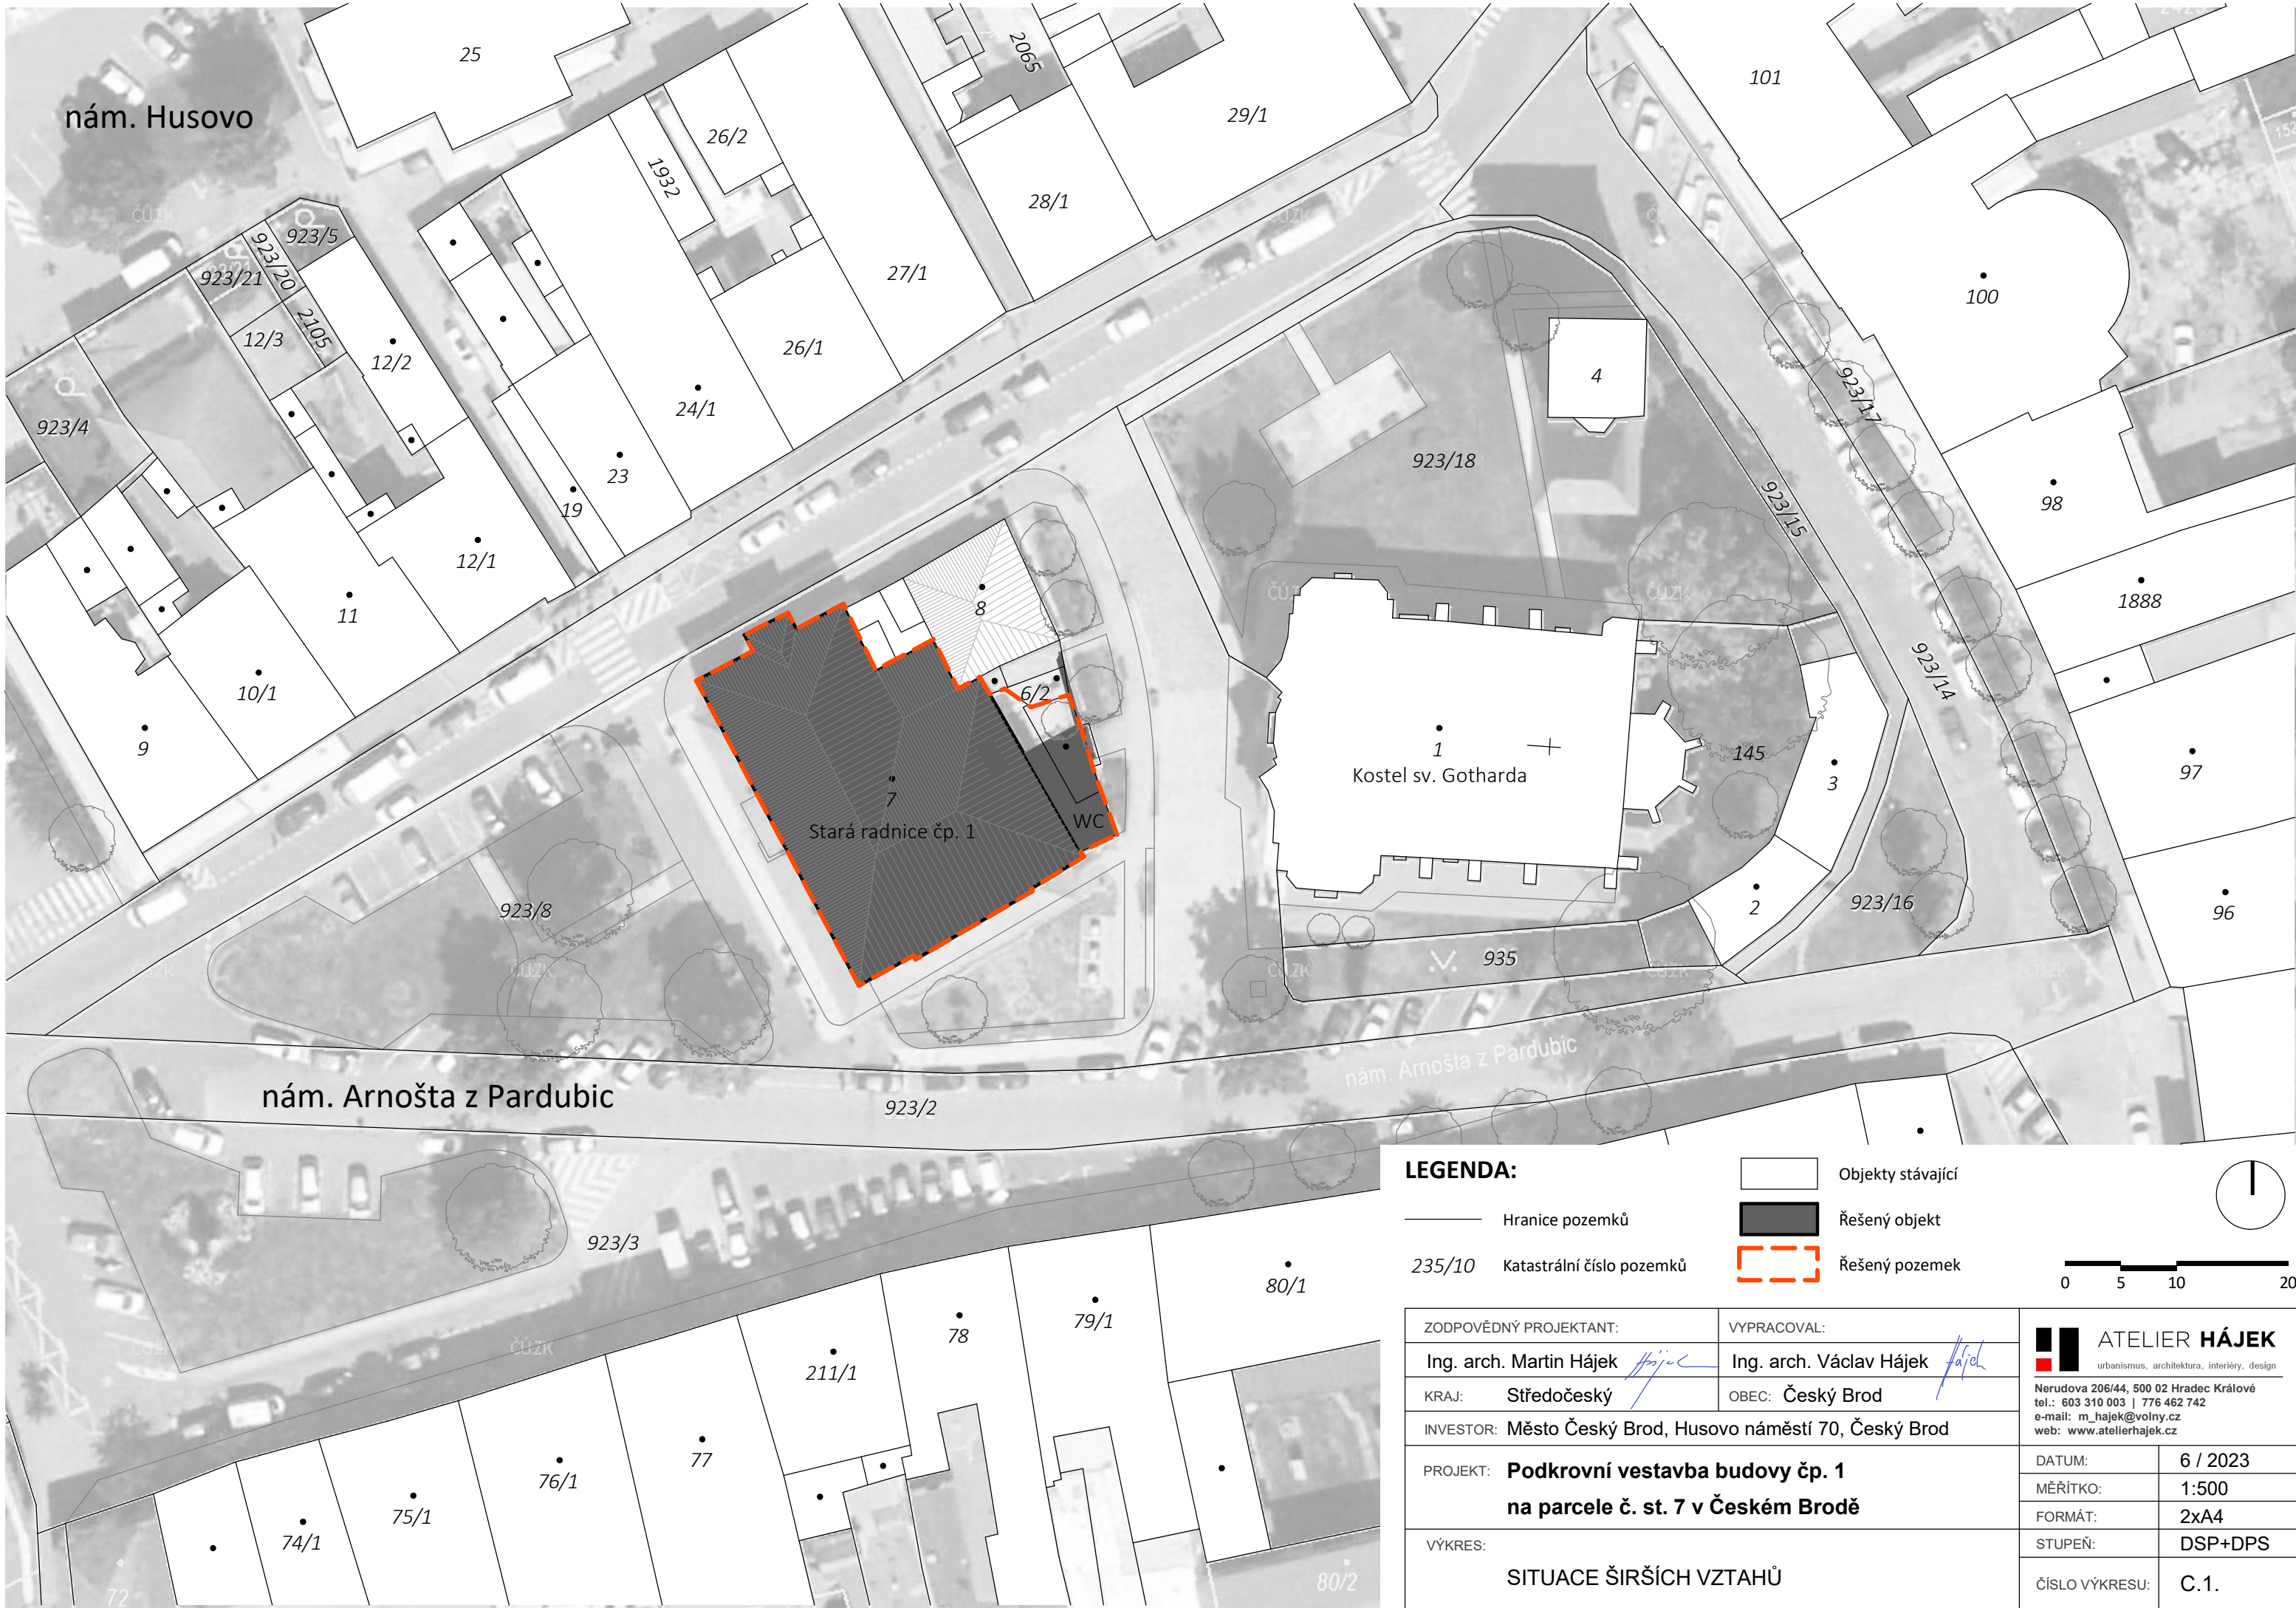 nám. Husovo
25
2065
26/2
1932
29/1
28/1
101
923/5
923/20
923/21
12/3
2105
12/2
27/1
26/1
24/1
23
19
923/4
100
4
923/17
923/18
923/15
98
12/1
11
10/1
9
8
6/2
1888
923/14
7
Stará radnice čp. 1
WC
1
Kostel sv. Gotharda
145
3
97
923/8
2
923/16
96
935
nám. Arnošta z Pardubic
nám. Arnošta z Pardubic
923/2
923/3
80/1
79/1
78
211/1
77
76/1
75/1
74/1
72
80/2
ČÚZK
ČÚZK
ČÚZK
ČÚZK
ČÚZK
ČÚZK
ČÚZK
ČÚZK
LEGENDA:
Hranice pozemků
235/10 Katastrální číslo pozemků
Objekty stávající
Řešený objekt
Řešený pozemek
0 5 10 20
ZODPOVĚDNÝ PROJEKTANT:
Ing. arch. Martin Hájek
VYPRACOVAL:
Ing. arch. Václav Hájek
KRAJ: Středočeský
OBEC: Český Brod
INVESTOR: Město Český Brod, Husovo náměstí 70, Český Brod
PROJEKT: Podkrovní vestavba budovy čp. 1
na parcele č. st. 7 v Českém Brodě
VÝKRES:
SITUACE ŠIRŠÍCH VZTAHŮ
ATELIER HÁJEK
urbanismus, architektura, interiéry, design
Nerudova 206/44, 500 02 Hradec Králové
tel.: 603 310 003 | 776 462 742
e-mail: m_hajek@volny.cz
web: www.atelierhajek.cz
DATUM: 6 / 2023
MĚŘÍTKO: 1:500
FORMÁT: 2xA4
STUPEŇ: DSP+DPS
ČÍSLO VÝKRESU: C.1.